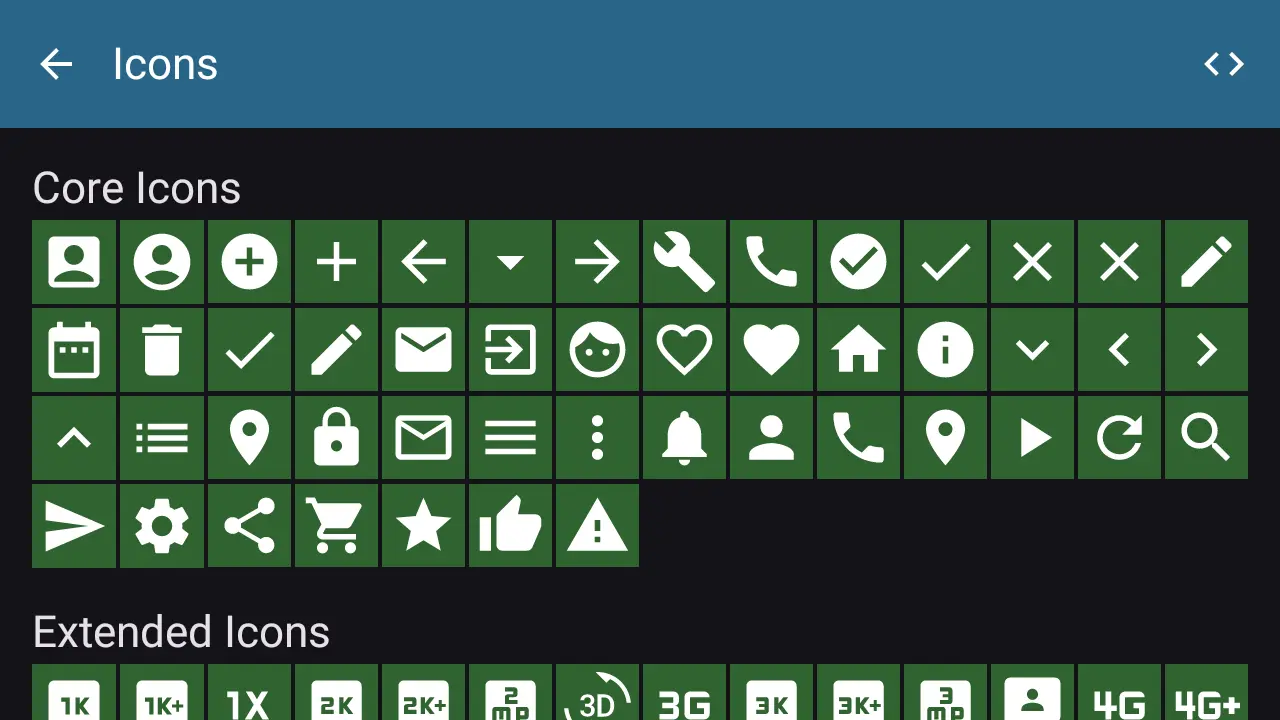 Icons
Core Icons
Extended Icons
1K 1K+ 1X 2K 2K+ 2 mp 3D 3G 3K 3K+ 3 mp 4G 4G+